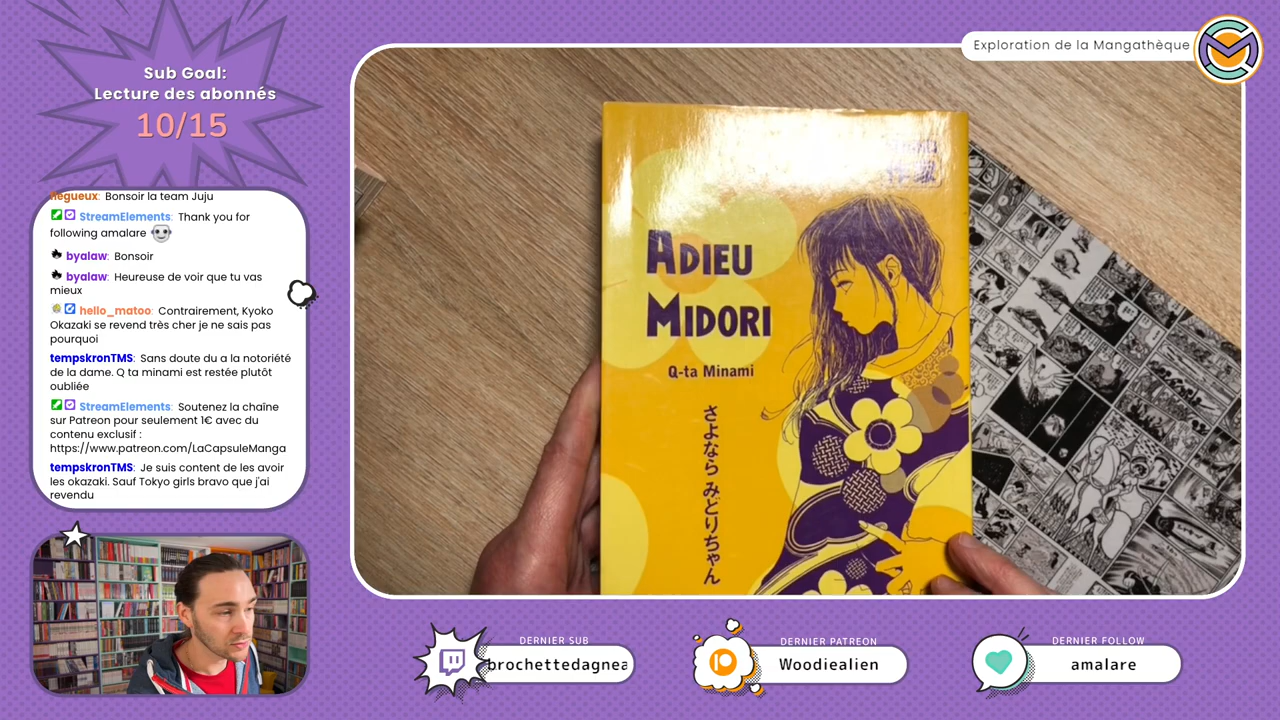 Sub Goal:
Lecture des abonnés
10/15
Exploration de la Mangathèque
flegueux: Bonsoir la team Juju
StreamElements: Thank you for
following amalare
byalaw: Bonsoir
byalaw: Heureuse de voir que tu vas
mieux
hello_matoo: Contrairement, Kyoko
Okazaki se revend très cher je ne sais pas
pourquoi
tempskronTMS: Sans doute du a la notoriété
de la dame. Q ta minami est restée plutôt
oubliée
StreamElements: Soutenez la chaîne
sur Patreon pour seulement 1€ avec du
contenu exclusif :
https://www.patreon.com/LaCapsuleManga
tempskronTMS: Je suis content de les avoir
les okazaki. Sauf Tokyo girls bravo que j'ai
revendu
ADIEU
MIDORI
Q-ta Minami
さよなら みどりちゃん
DERNIER SUB
brochettedagnea
DERNIER PATREON
Woodiealien
DERNIER FOLLOW
amalare